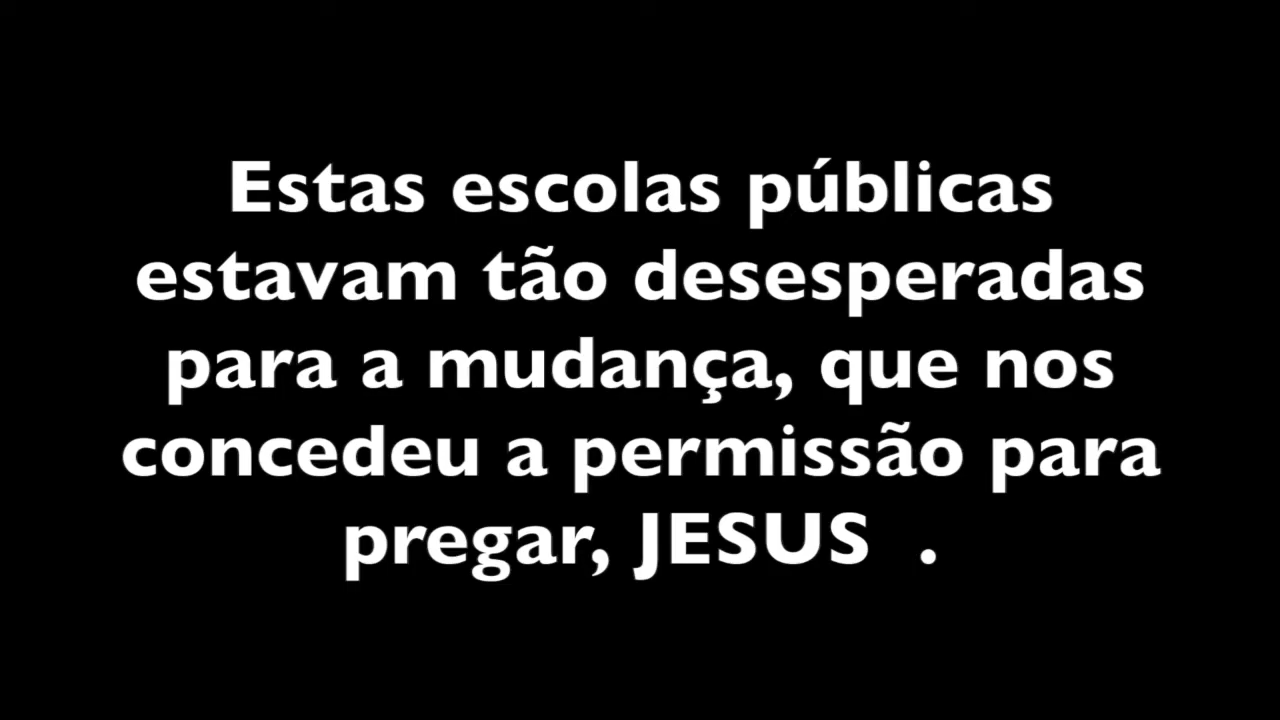 Estas escolas públicas
estavam tão desesperadas
para a mudança, que nos
concedeu a permissão para
pregar, JESUS  .